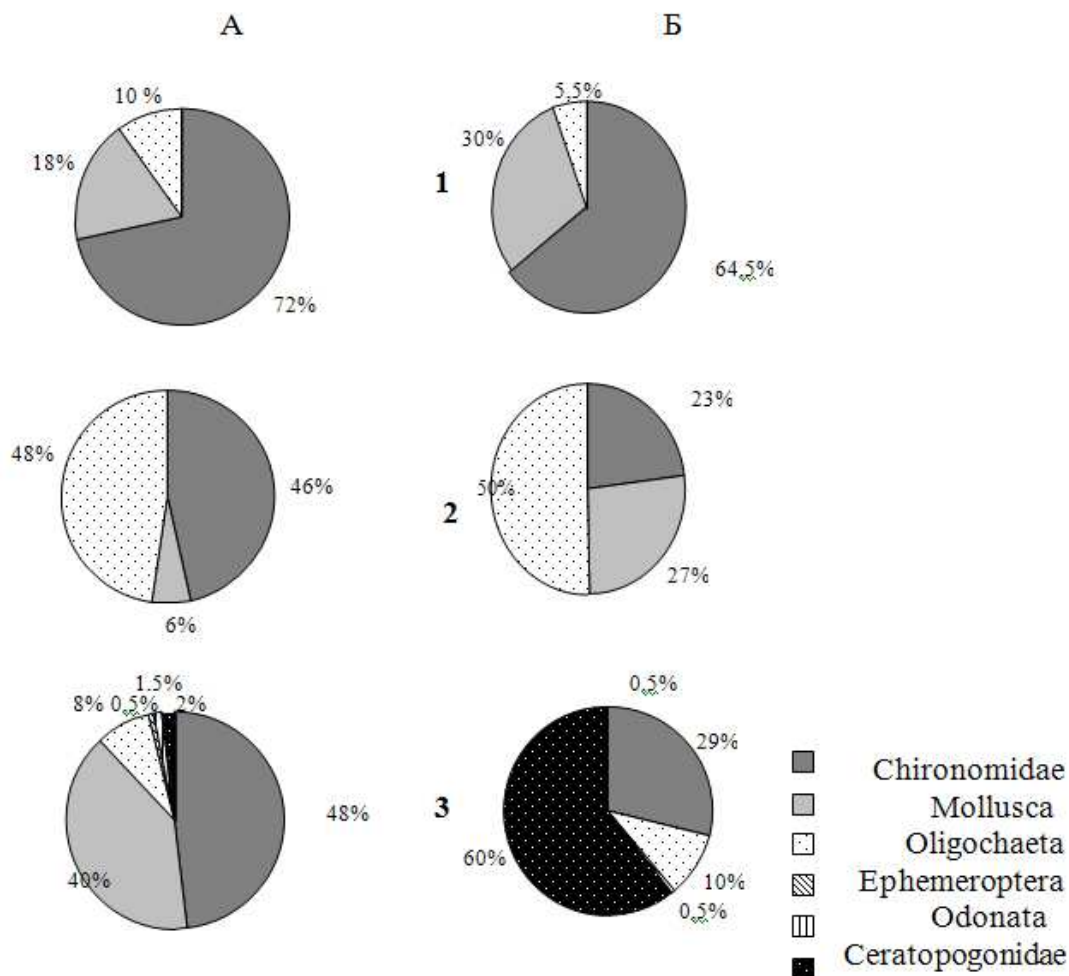 А Б
10 %
18%
72%
1
5,5%
30%
64,5%
48%
46%
6%
2
23%
50%
27%
1.5%
8% 0,5% 2%
48%
40%
3
0,5%
29%
60%
10%
0,5%
Chironomidae
Mollusca
Oligochaeta
Ephemeroptera
Odonata
Ceratopogonidae